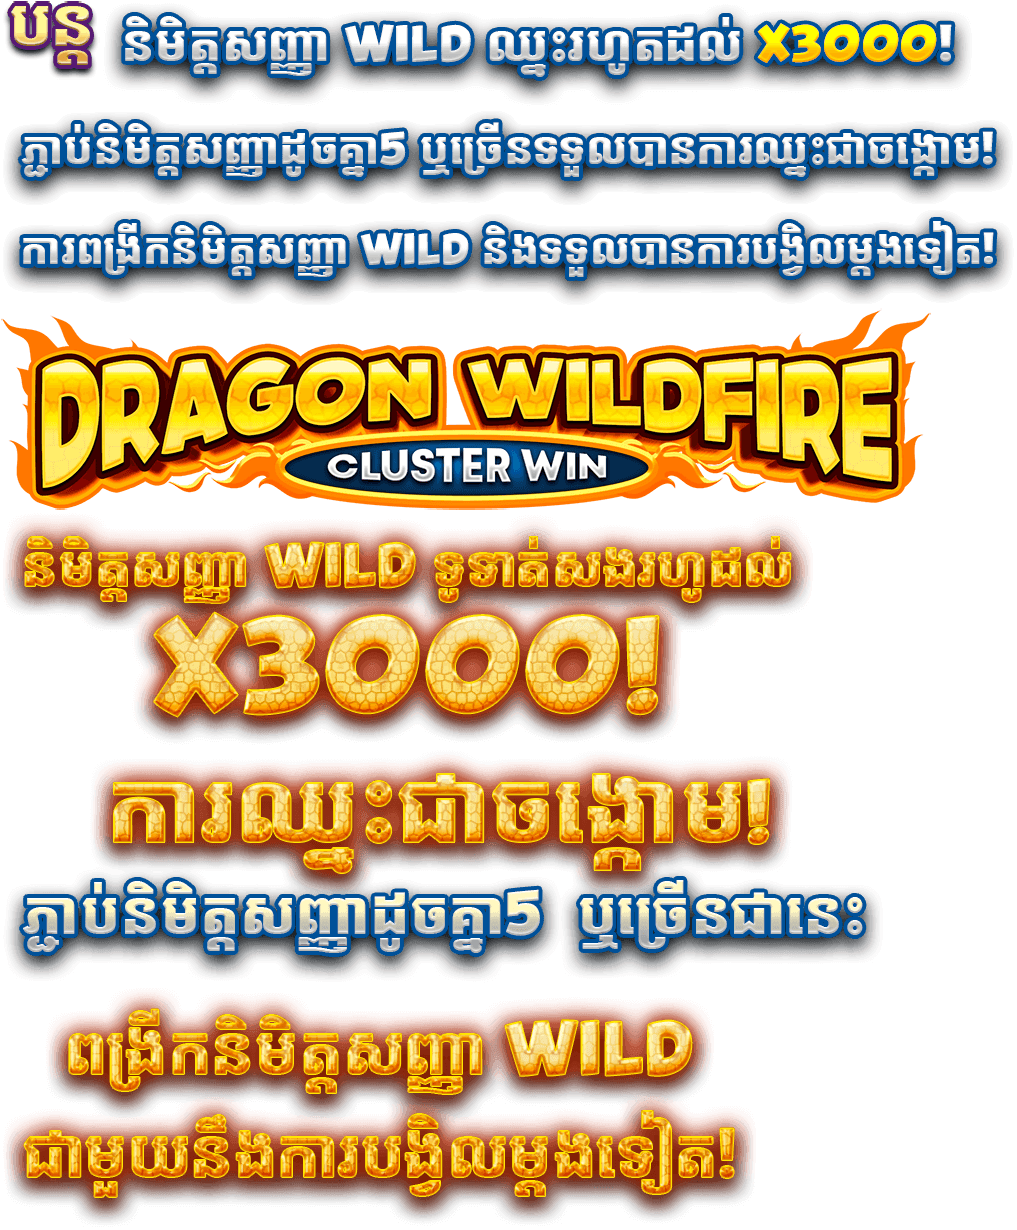 បន្ត និមិត្តសញ្ញា WILD ឈ្នះរហូតដល់ X3000!
ភ្ជាប់និមិត្តសញ្ញាដូចគ្នា5 ឬច្រើនទទួលបានការឈ្នះជាចង្កោម!
ការពង្រីកនិមិត្តសញ្ញា WILD និងទទួលបានការបង្វិលម្តងទៀត!
DRAGON WILDFIRE
CLUSTER WIN
និមិត្តសញ្ញា WILD ទូទាត់សងរហូដល់
X3000!
ការឈ្នះជាចង្កោម!
ភ្ជាប់និមិត្តសញ្ញាដូចគ្នា5 ឬច្រើនជានេះ
ពង្រីកនិមិត្តសញ្ញា WILD
ជាមួយនឹងការបង្វិលម្តងទៀត!